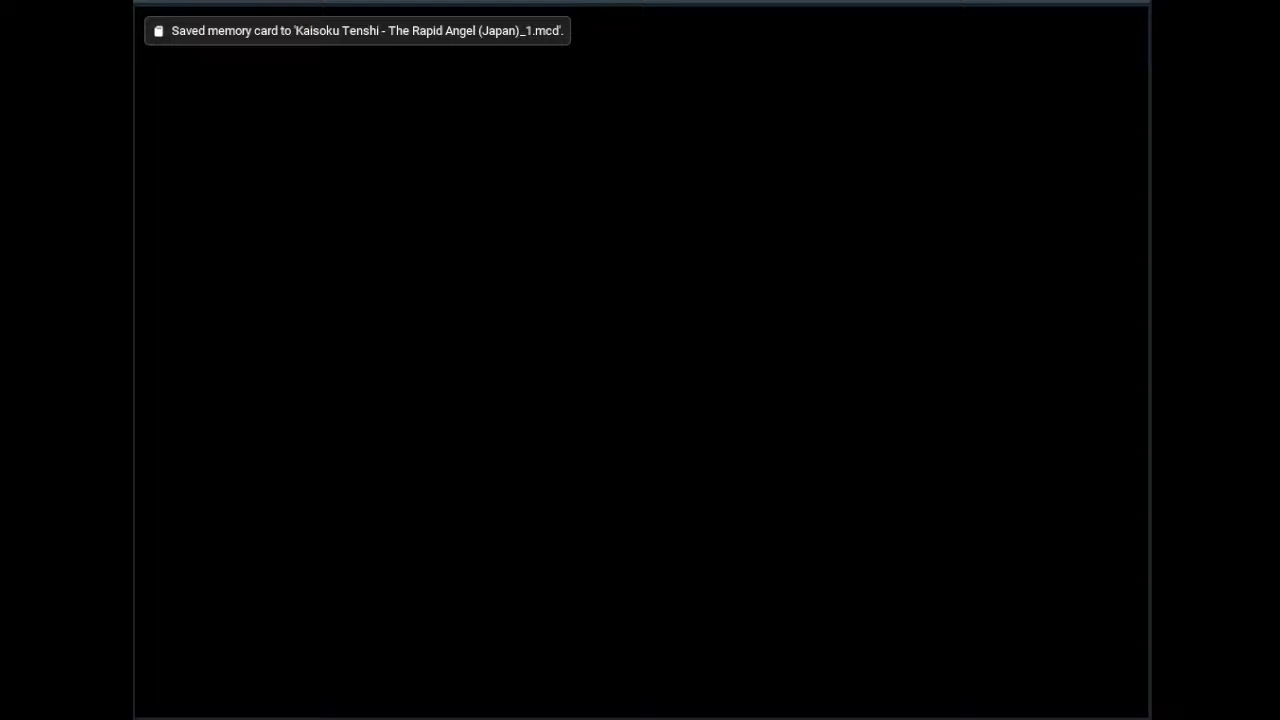 Saved memory card to 'Kaisoku Tenshi - The Rapid Angel (Japan)_1.mcd'.